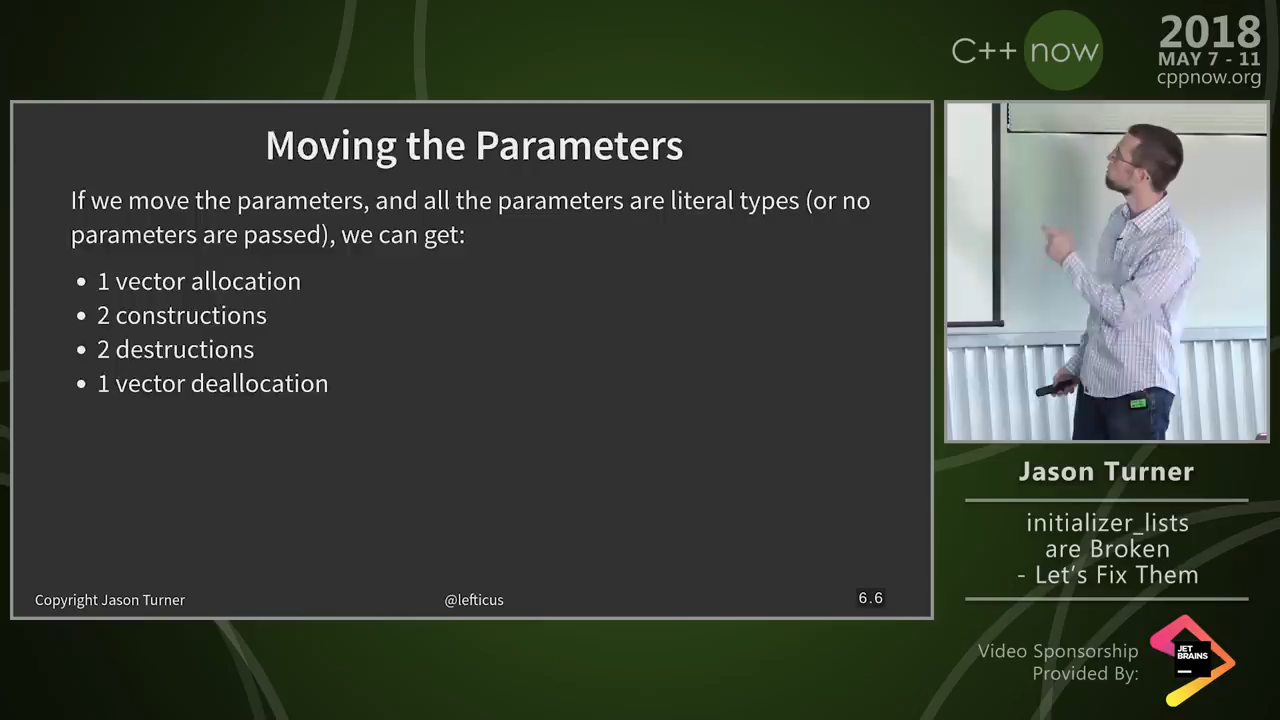 C++ now
2018
MAY 7 - 11
cppnow.org
Moving the Parameters
If we move the parameters, and all the parameters are literal types (or no
parameters are passed), we can get:
• 1 vector allocation
• 2 constructions
• 2 destructions
• 1 vector deallocation
Copyright Jason Turner
@lefticus
6.6
Jason Turner
initializer_lists
are Broken
- Let's Fix Them
Video Sponsorship
Provided By:
JET
BRAINS